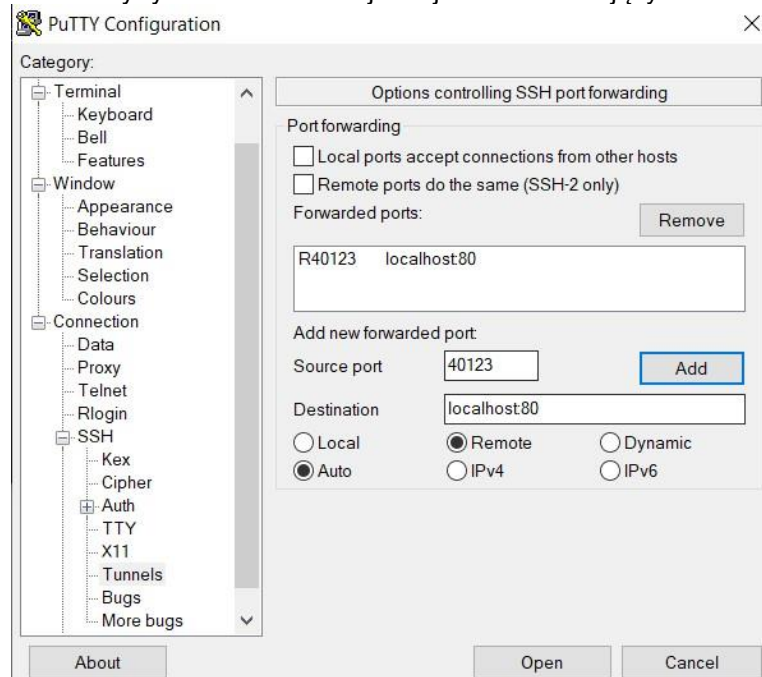 PuTTY Configuration
Category:
Terminal
Keyboard
Bell
Features
Window
Appearance
Behaviour
Translation
Selection
Colours
Connection
Data
Proxy
Telnet
Rlogin
SSH
Kex
Cipher
Auth
TTY
X11
Tunnels
Bugs
More bugs
Options controlling SSH port forwarding
Port forwarding
Local ports accept connections from other hosts
Remote ports do the same (SSH-2 only)
Forwarded ports:
Remove
R40123 localhost:80
Add new forwarded port:
Source port 40123 Add
Destination localhost:80
Local Remote Dynamic
Auto IPv4 IPv6
About Open Cancel